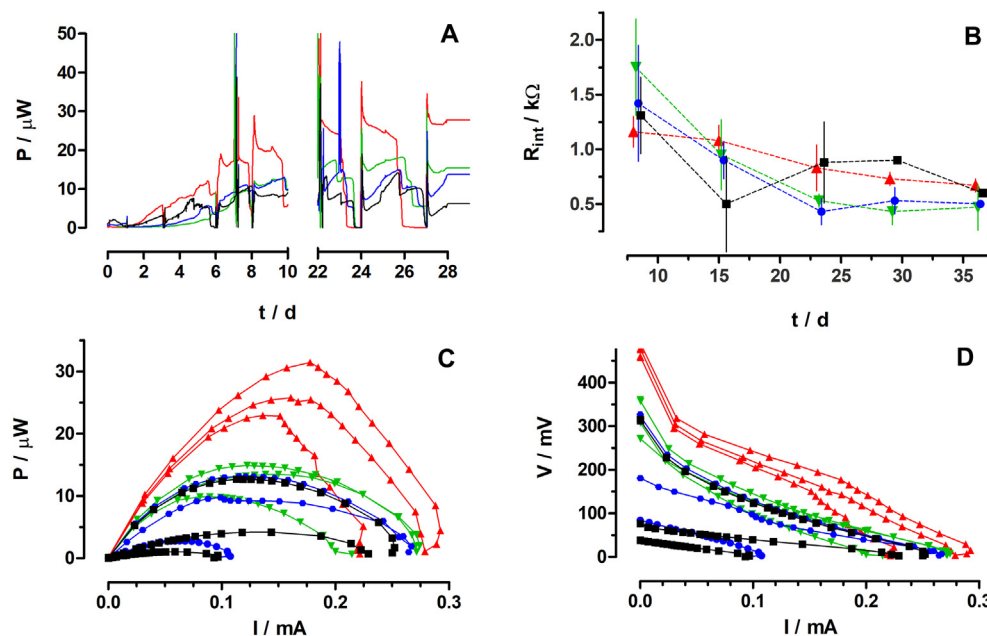 A
P / µW
50
40
30
20
10
0
0 2 4 6 8 10
22 24 26 28
t / d
B
R_int / kΩ
2.0
1.5
1.0
0.5
10 15 20 25 30 35
t / d
C
P / µW
30
20
10
0
0.0 0.1 0.2 0.3
I / mA
D
V / mV
400
300
200
100
0
0.0 0.1 0.2 0.3
I / mA